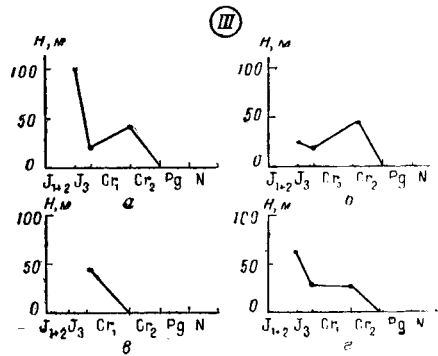 III
H, м
100
50
0
J₁₊₂ J₃ Cr₁ Cr₂ Pg N
а
H, м
100
50
0
J₁₊₂ J₃ Cr₁ Cr₂ Pg N
б
H, м
100
50
0
J₁₊₂ J₃ Cr₁ Cr₂ Pg N
в
H, м
100
50
0
J₁₊₂ J₃ Cr₁ Cr₂ Pg N
г